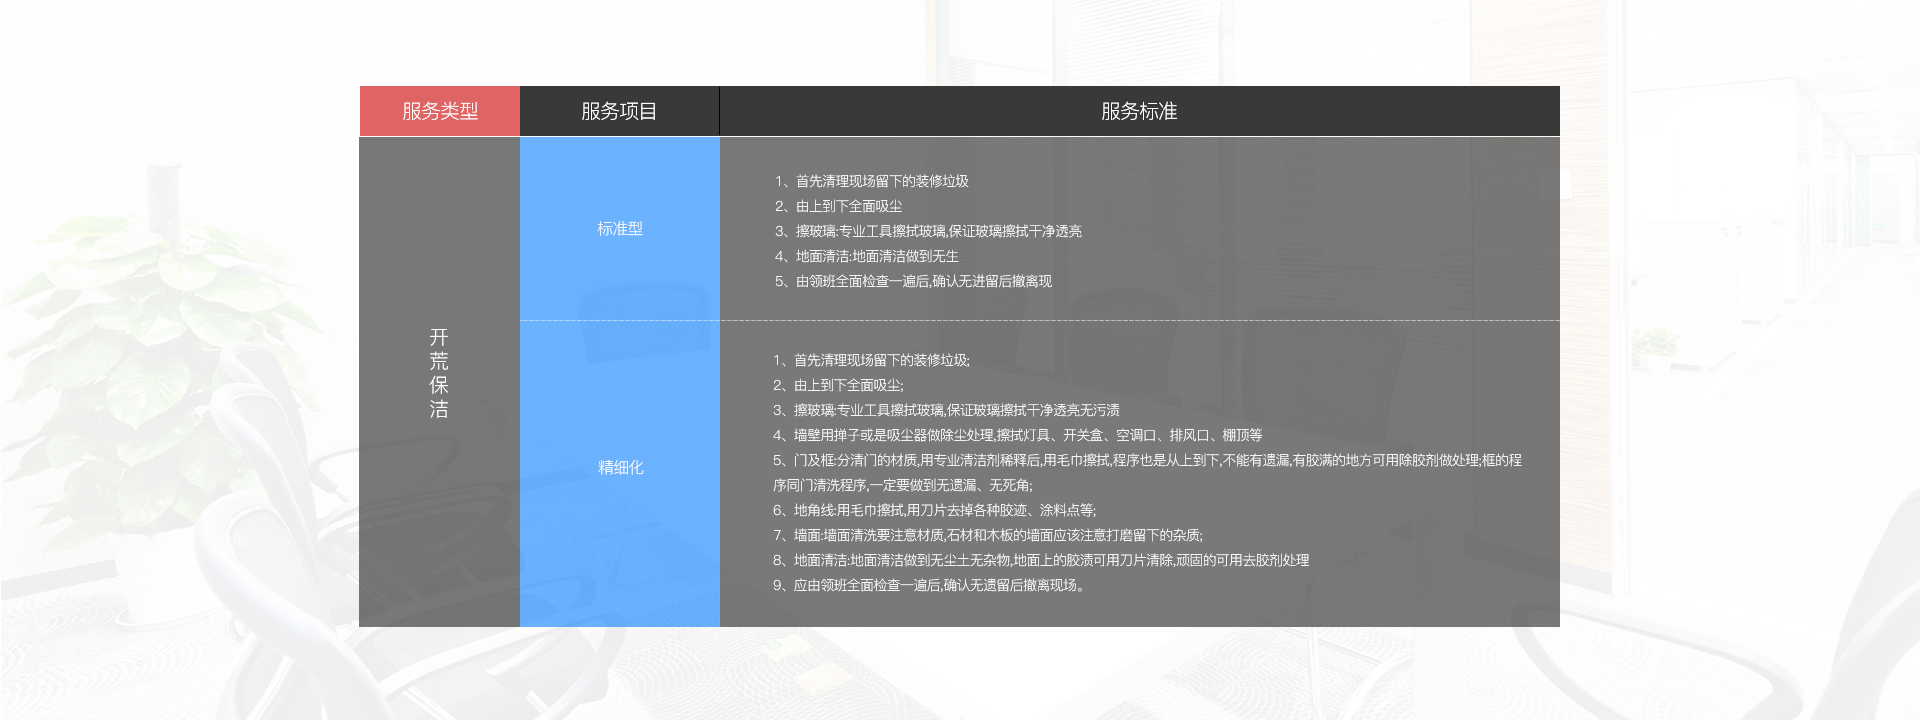 服务类型
服务项目
服务标准
开荒保洁
标准型
1、首先清理现场留下的装修垃圾
2、由上到下全面吸尘
3、擦玻璃:专业工具擦拭玻璃,保证玻璃擦拭干净透亮
4、地面清洁:地面清洁做到无生
5、由领班全面检查一遍后,确认无进留后撤离现
精细化
1、首先清理现场留下的装修垃圾;
2、由上到下全面吸尘;
3、擦玻璃:专业工具擦拭玻璃,保证玻璃擦拭干净透亮无污渍
4、墙壁用掸子或是吸尘器做除尘处理,擦拭灯具、开关盒、空调口、排风口、棚顶等
5、门及框:分清门的材质,用专业清洁剂稀释后,用毛巾擦拭,程序也是从上到下,不能有遗漏,有胶满的地方可用除胶剂做处理;框的程
序同门清洗程序,一定要做到无遗漏、无死角;
6、地角线:用毛巾擦拭,用刀片去掉各种胶迹、涂料点等;
7、墙面:墙面清洗要注意材质,石材和木板的墙面应该注意打磨留下的杂质;
8、地面清洁:地面清洁做到无尘土无杂物,地面上的胶渍可用刀片清除,顽固的可用去胶剂处理
9、应由领班全面检查一遍后,确认无遗留后撤离现场。